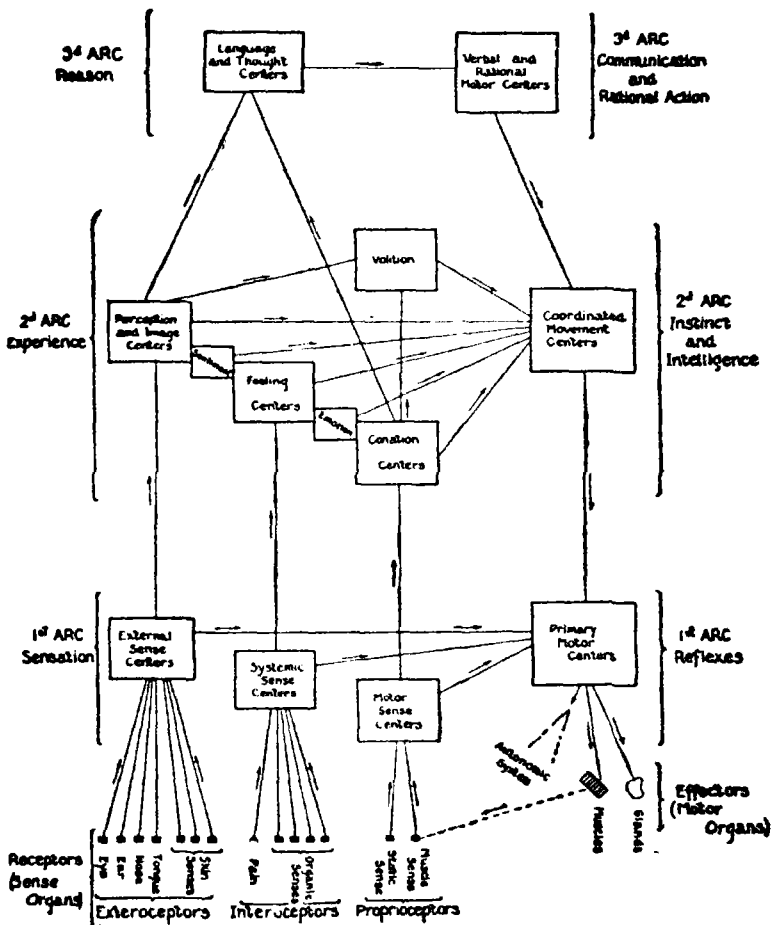 3d ARC
Reason
Language
and Thought
Centers
Verbal and
Rational
Motor Centers
3d ARC
Communication
and
Rational Action
2d ARC
Experience
Volition
Perception
and Image
Centers
Sentiment
Feeling
Centers
Emotion
Conation
Centers
Coordinated
Movement
Centers
2d ARC
Instinct
and
Intelligence
1st ARC
Sensation
External
Sense
Centers
Systemic
Sense
Centers
Motor
Sense
Centers
Primary
Motor
Centers
1st ARC
Reflexes
Autonomic
System
Muscles
Glands
Effectors
(Motor
Organs)
Receptors
(Sense
Organs)
Eye
Ear
Nose
Tongue
Skin
Senses
Pain
Organic
Senses
Static
Sense
Muscle
Sense
Exteroceptors
Interoceptors
Proprioceptors